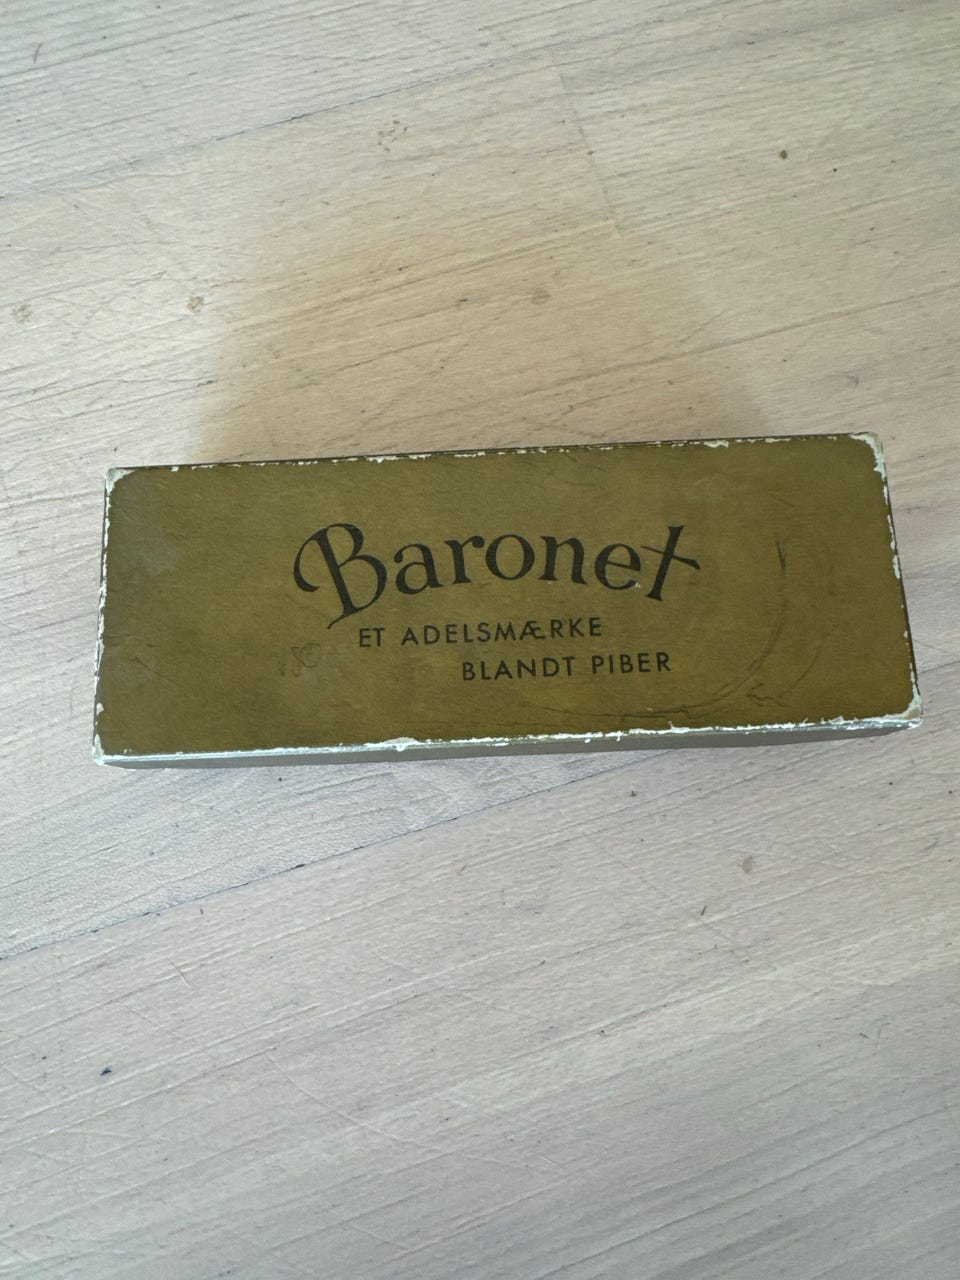 Baronet
ET ADELSMÆRKE
BLANDT PIBER